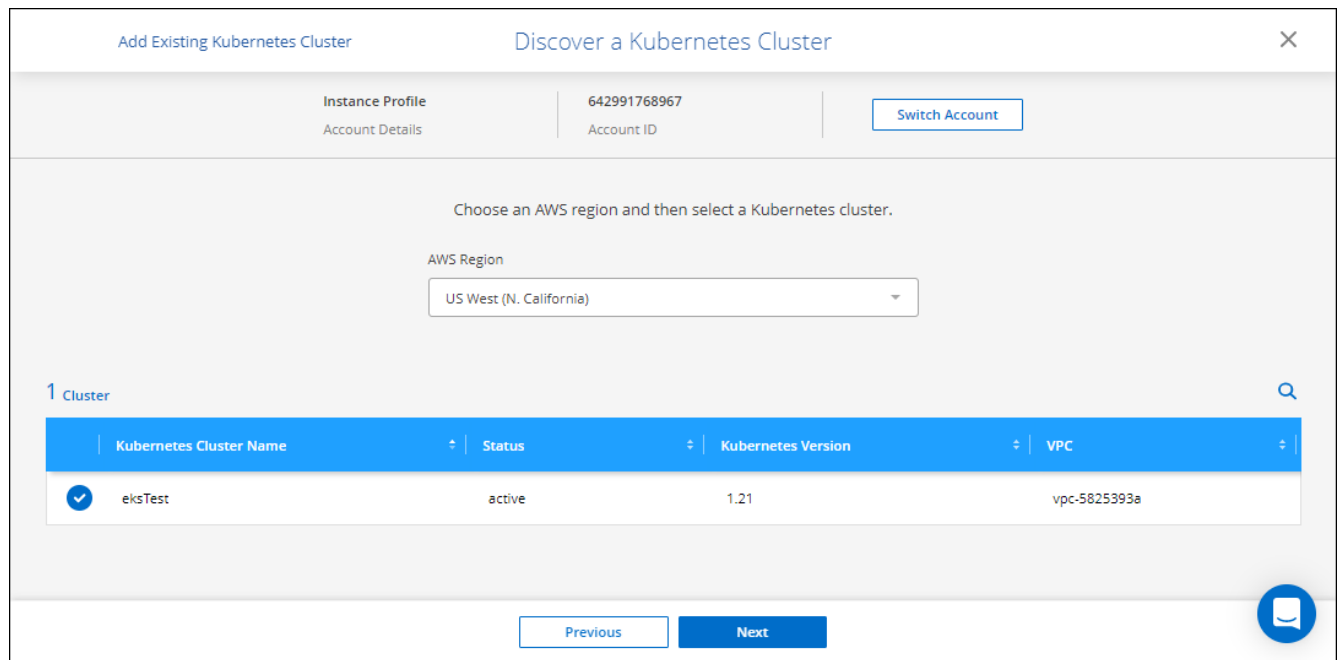 Add Existing Kubernetes Cluster
Discover a Kubernetes Cluster
Instance Profile
Account Details
642991768967
Account ID
Switch Account
Choose an AWS region and then select a Kubernetes cluster.
AWS Region
US West (N. California)
1 Cluster
Kubernetes Cluster Name Status Kubernetes Version VPC
eksTest active 1.21 vpc-5825393a
Previous Next